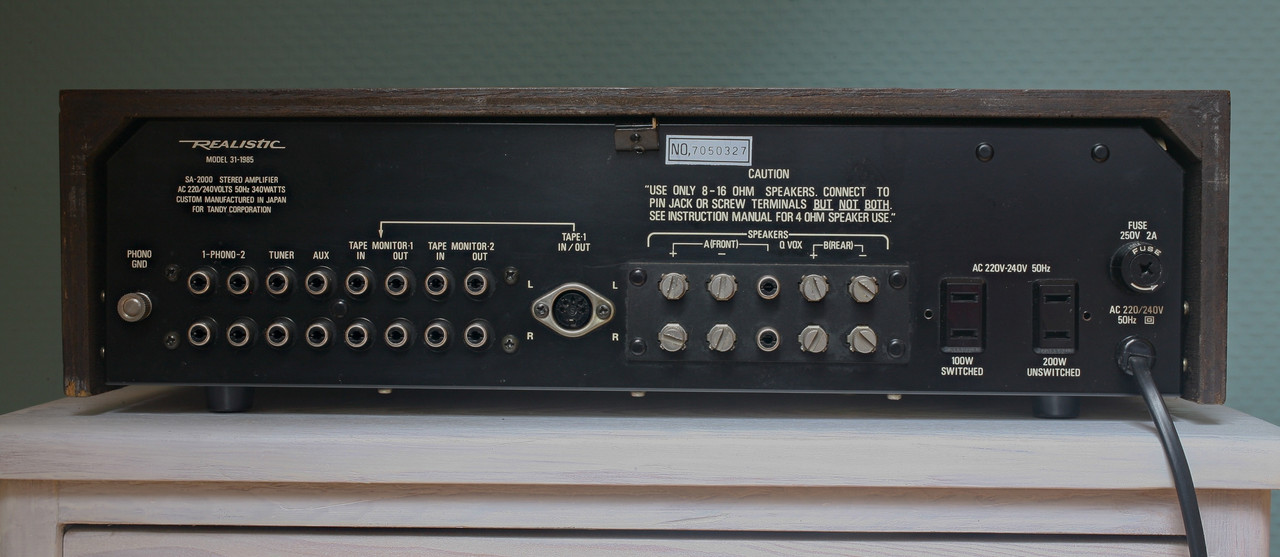 REALISTIC
MODEL 31-1985
SA-2000 STEREO AMPLIFIER
AC 220/240VOLTS 50Hz 340WATTS
CUSTOM MANUFACTURED IN JAPAN
FOR TANDY CORPORATION
NO. 7050327
CAUTION
"USE ONLY 8-16 OHM SPEAKERS. CONNECT TO
PIN JACK OR SCREW TERMINALS BUT NOT BOTH.
SEE INSTRUCTION MANUAL FOR 4 OHM SPEAKER USE."
SPEAKERS
A(FRONT) Q VOX B(REAR)
+ − + −
PHONO
GND
1-PHONO-2
TUNER
AUX
TAPE MONITOR·1
IN OUT
TAPE MONITOR·2
IN OUT
TAPE·1
IN/OUT
L L
R R
AC 220V-240V 50Hz
100W
SWITCHED
200W
UNSWITCHED
FUSE
250V 2A
FUSE
AC 220/240V
50Hz